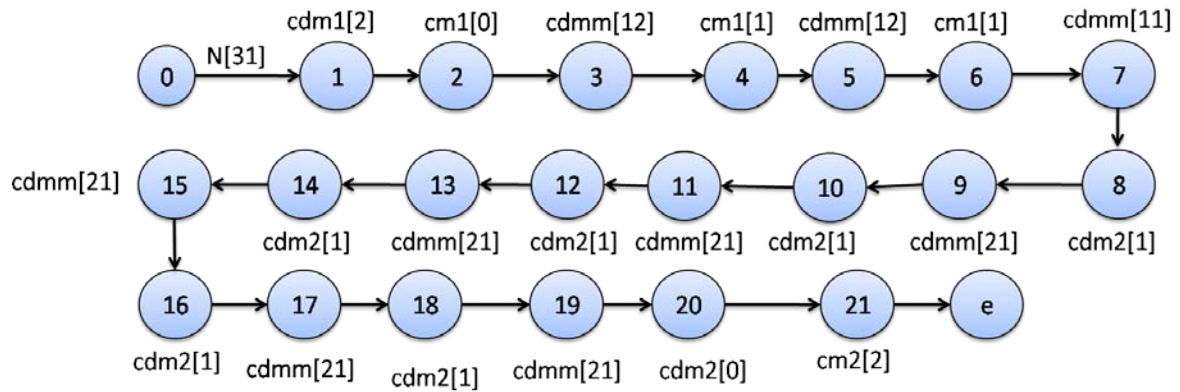 cdm1[2] cm1[0] cdmm[12] cm1[1] cdmm[12] cm1[1] cdmm[11]
N[31]
0 1 2 3 4 5 6 7
cdmm[21] 15 14 13 12 11 10 9 8
cdm2[1] cdmm[21] cdm2[1] cdmm[21] cdm2[1] cdmm[21] cdm2[1]
16 17 18 19 20 21 e
cdm2[1] cdmm[21] cdm2[1] cdmm[21] cdm2[0] cm2[2]